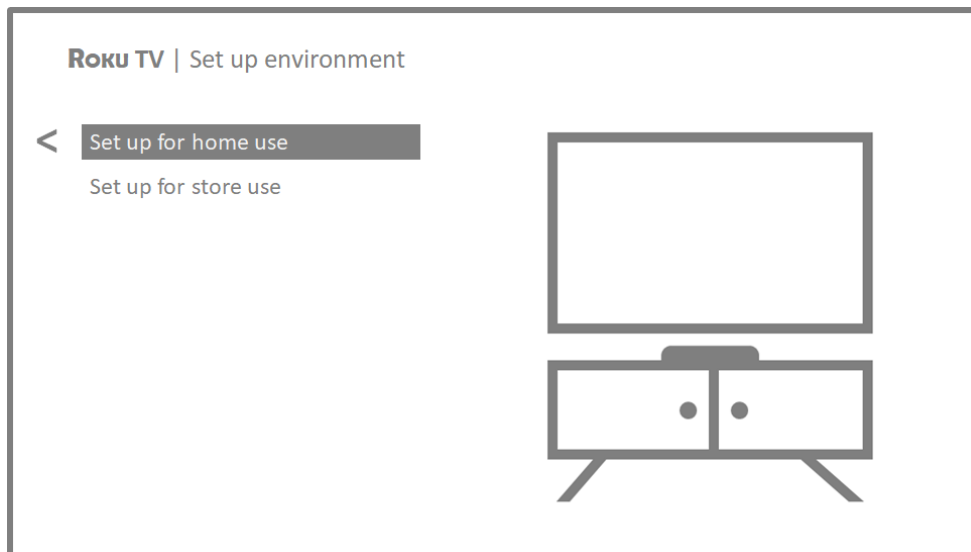 Roku TV | Set up environment
< Set up for home use
Set up for store use